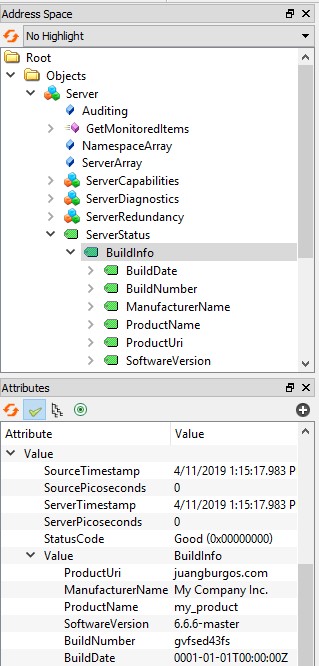 Address Space
No Highlight
Root
Objects
Server
Auditing
GetMonitoredItems
NamespaceArray
ServerArray
ServerCapabilities
ServerDiagnostics
ServerRedundancy
ServerStatus
BuildInfo
BuildDate
BuildNumber
ManufacturerName
ProductName
ProductUri
SoftwareVersion
Attributes
Attribute Value
Value
SourceTimestamp 4/11/2019 1:15:17.983 P
SourcePicoseconds 0
ServerTimestamp 4/11/2019 1:15:17.983 P
ServerPicoseconds 0
StatusCode Good (0x00000000)
Value BuildInfo
ProductUri juangburgos.com
ManufacturerName My Company Inc.
ProductName my_product
SoftwareVersion 6.6.6-master
BuildNumber gvfsed43fs
BuildDate 0001-01-01T00:00:00Z